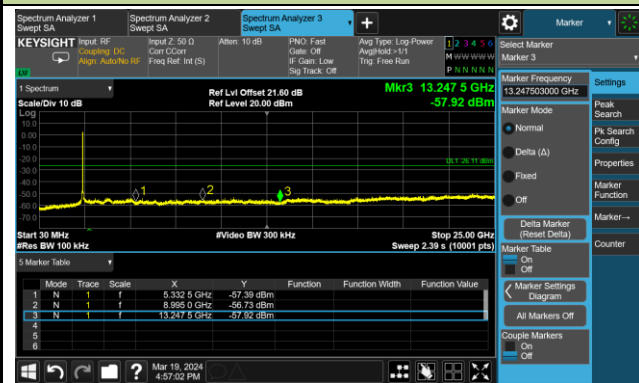 Spectrum Analyzer 1
Swept SA
Spectrum Analyzer 2
Swept SA
Spectrum Analyzer 3
Swept SA
Marker
KEYSIGHT
LV
Input: RF
Coupling: DC
Align: Auto/No RF
Input Z: 50 Ω
Corr CCorr
Freq Ref: Int (S)
Atten: 10 dB
PNO: Fast
Gate: Off
IF Gain: Low
Sig Track: Off
Avg Type: Log-Power
Avg|Hold:>1/1
Trig: Free Run
1 2 3 4 5 6
M W W W W W
P N N N N N
Select Marker
Marker 3
1 Spectrum
Scale/Div 10 dB
Log
Ref Lvl Offset 21.60 dB
Ref Level 20.00 dBm
Mkr3 13.247 5 GHz
-57.92 dBm
10.0
0.00
-10.0
-20.0
-30.0
-40.0
-50.0
-60.0
-70.0
1
2
3
Start 30 MHz
#Res BW 100 kHz
#Video BW 300 kHz
Stop 25.00 GHz
Sweep 2.39 s (10001 pts)
5 Marker Table
Mode Trace Scale X Y Function Function Width Function Value
1 N 1 f 5.332 5 GHz -57.39 dBm
2 N 1 f 8.995 0 GHz -56.73 dBm
3 N 1 f 13.247 5 GHz -57.92 dBm
4
5
6
Marker Frequency
13.247503000 GHz
Marker Mode
Normal
Delta (Δ)
Fixed
Off
Delta Marker
(Reset Delta)
Marker Table
On
Off
Marker Settings
Diagram
All Markers Off
Couple Markers
On
Off
Settings
Peak
Search
Pk Search
Config
Properties
Marker
Function
Marker→
Counter
?
Mar 19, 2024
4:57:02 PM